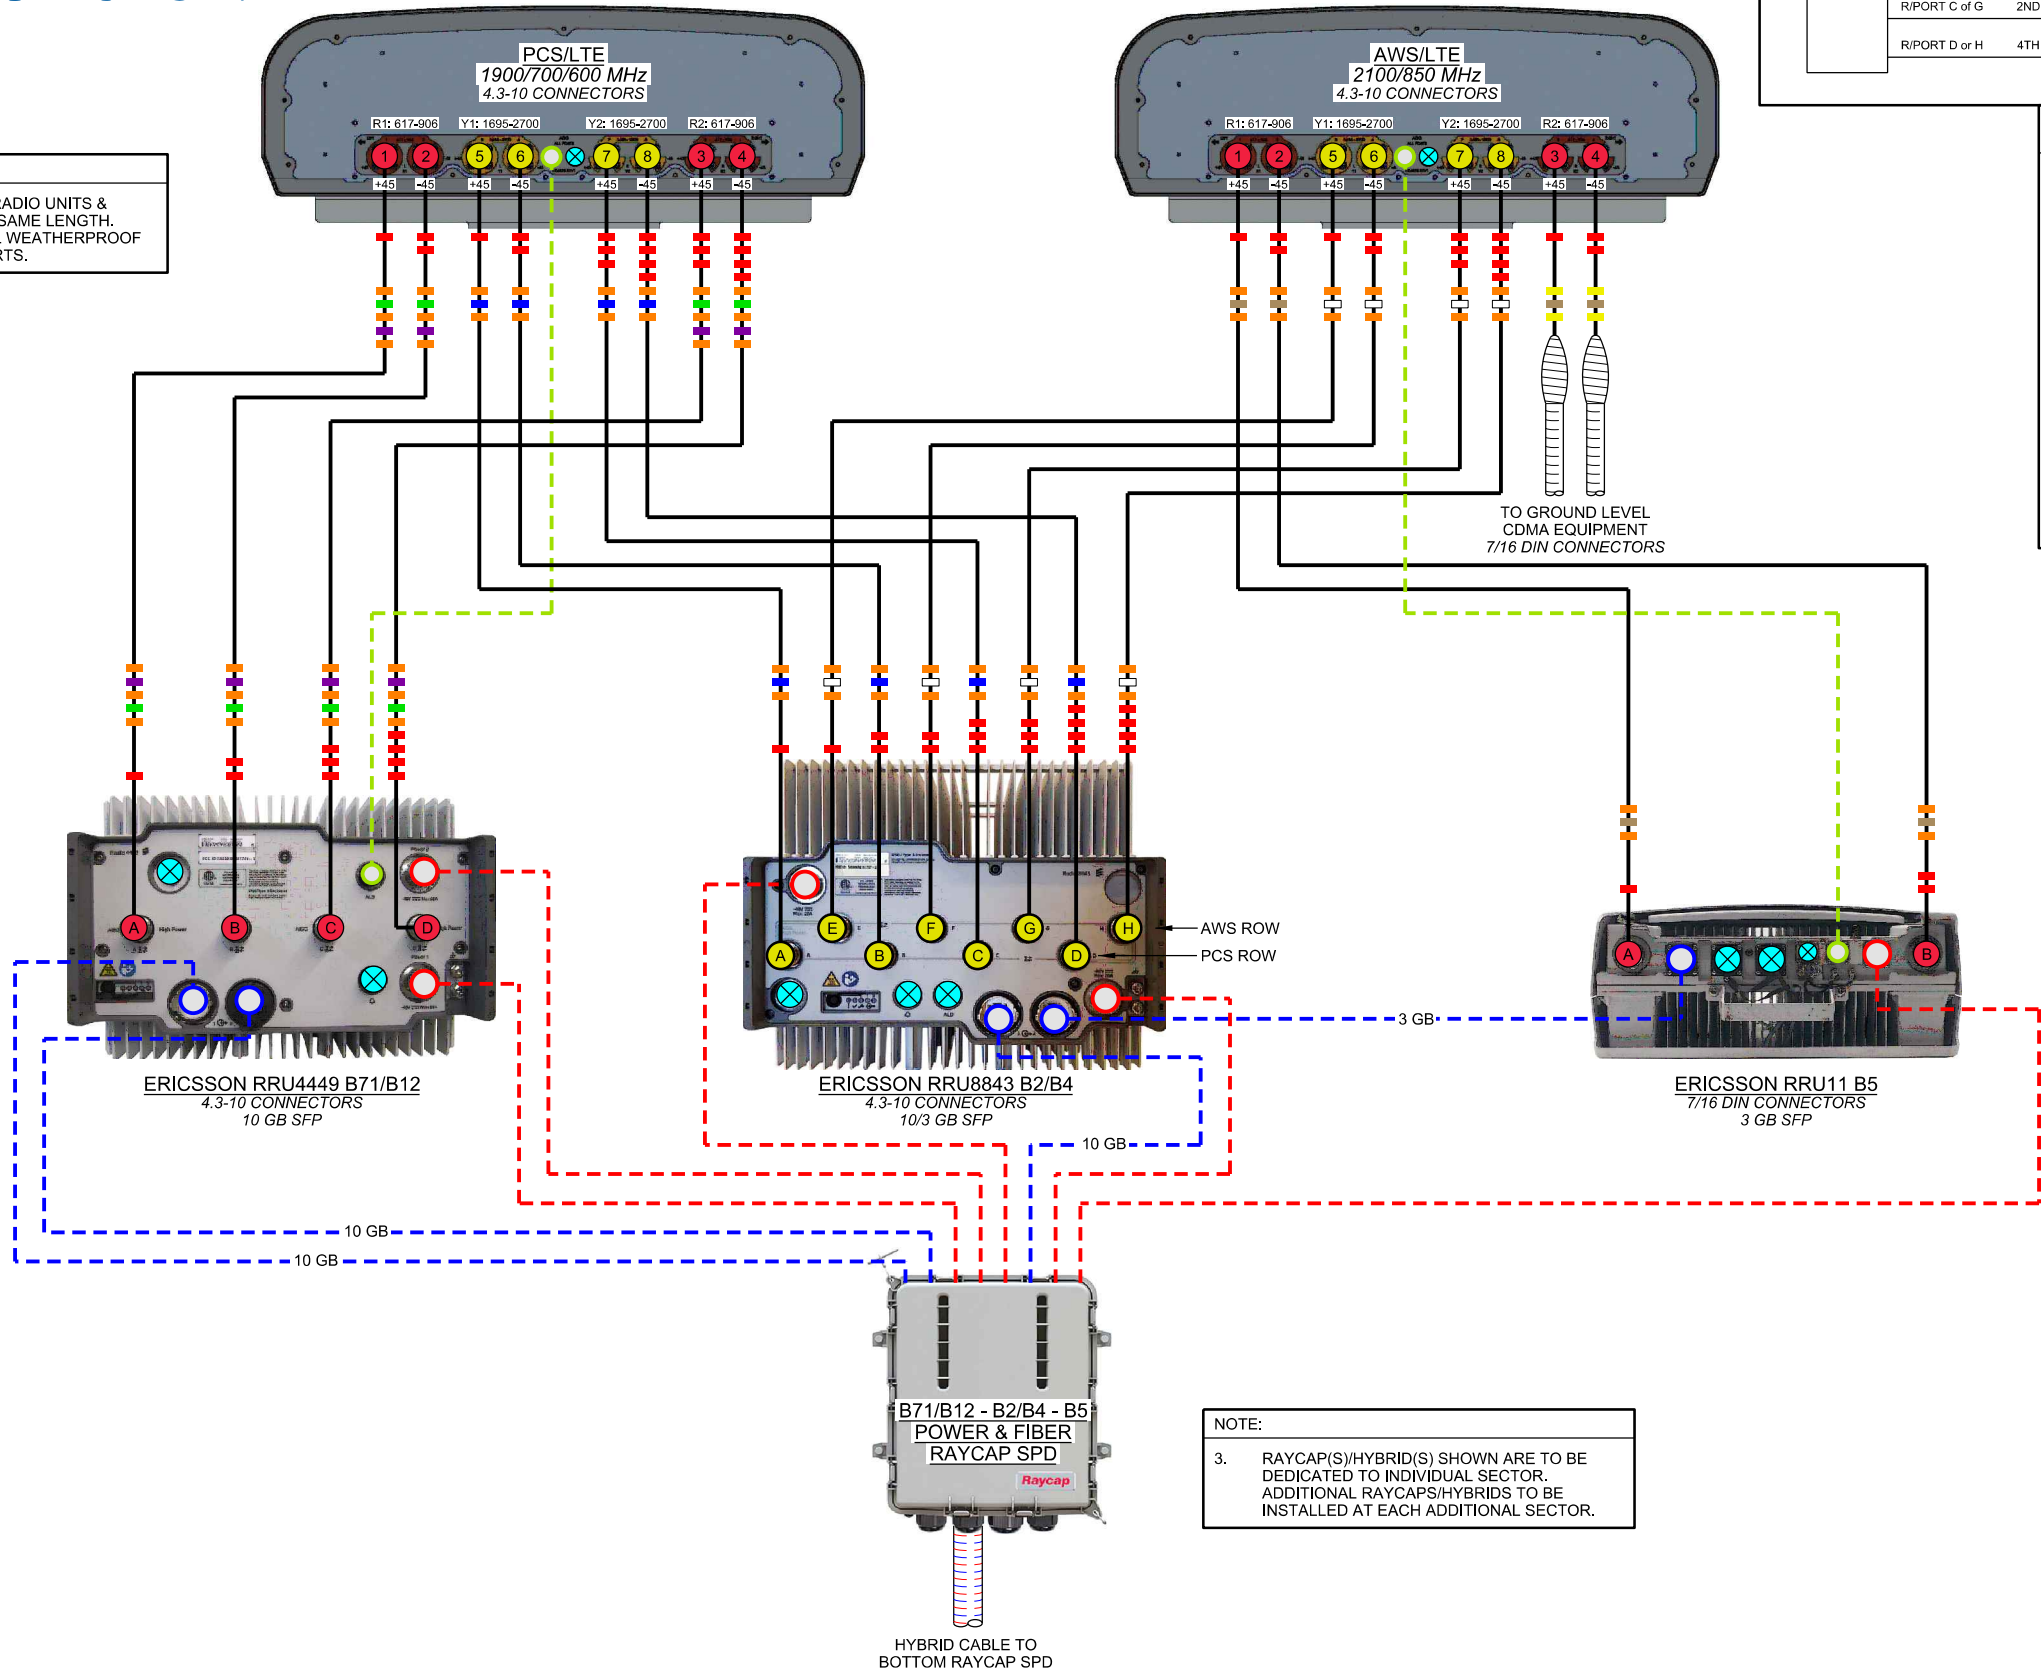 R/PORT C of G 2ND
R/PORT D or H 4TH
PCS/LTE
1900/700/600 MHz
4.3-10 CONNECTORS
R1: 617-906 Y1: 1695-2700 Y2: 1695-2700 R2: 617-906
1 2 5 6 7 8 3 4
+45 -45 +45 -45 +45 -45 +45 -45
AWS/LTE
2100/850 MHz
4.3-10 CONNECTORS
R1: 617-906 Y1: 1695-2700 Y2: 1695-2700 R2: 617-906
1 2 5 6 7 8 3 4
+45 -45 +45 -45 +45 -45 +45 -45
RADIO UNITS &
SAME LENGTH.
WEATHERPROOF
TO GROUND LEVEL
CDMA EQUIPMENT
7/16 DIN CONNECTORS
A B C D
E F G H
A B C D
AWS ROW
PCS ROW
A B
3 GB
ERICSSON RRU4449 B71/B12
4.3-10 CONNECTORS
10 GB SFP
ERICSSON RRU8843 B2/B4
4.3-10 CONNECTORS
10/3 GB SFP
ERICSSON RRU11 B5
7/16 DIN CONNECTORS
3 GB SFP
10 GB
10 GB
10 GB
B71/B12 - B2/B4 - B5
POWER & FIBER
RAYCAP SPD
Raycap
NOTE:
3. RAYCAP(S)/HYBRID(S) SHOWN ARE TO BE
DEDICATED TO INDIVIDUAL SECTOR.
ADDITIONAL RAYCAPS/HYBRIDS TO BE
INSTALLED AT EACH ADDITIONAL SECTOR.
HYBRID CABLE TO
BOTTOM RAYCAP SPD